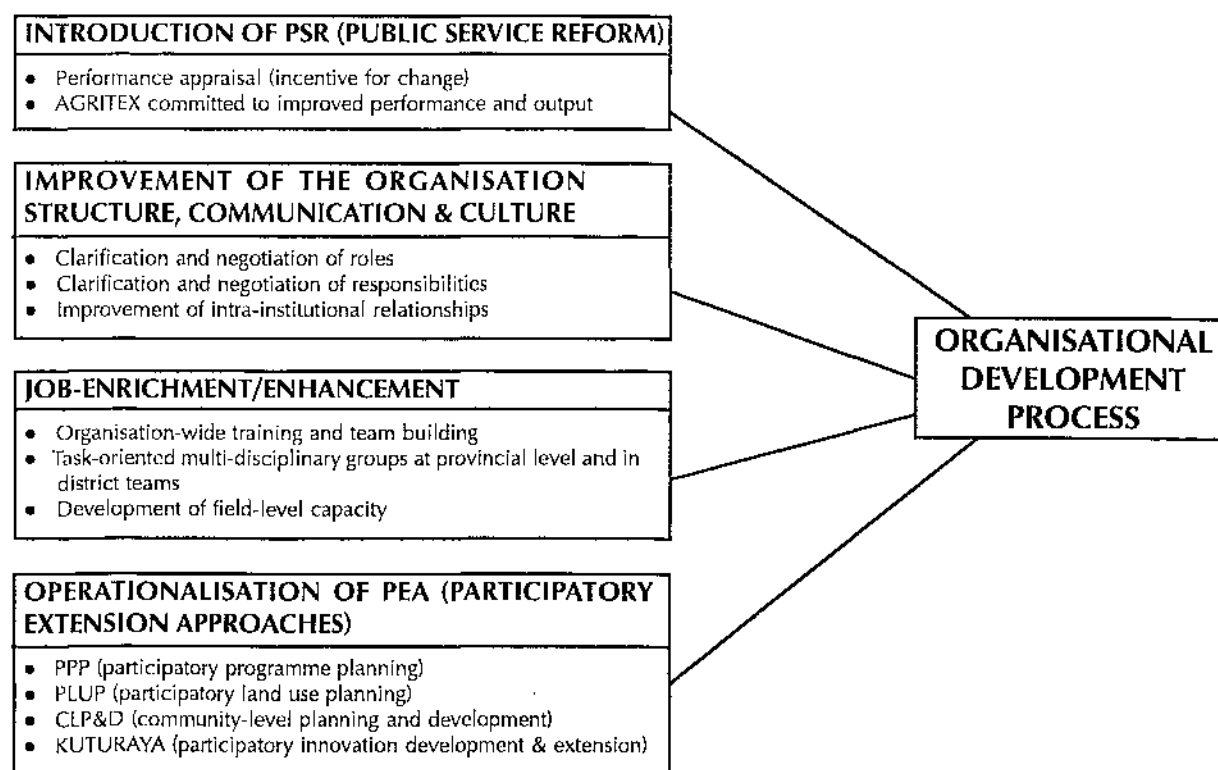 INTRODUCTION OF PSR (PUBLIC SERVICE REFORM)
• Performance appraisal (incentive for change)
• AGRITEX committed to improved performance and output
IMPROVEMENT OF THE ORGANISATION
STRUCTURE, COMMUNICATION & CULTURE
• Clarification and negotiation of roles
• Clarification and negotiation of responsibilities
• Improvement of intra-institutional relationships
JOB-ENRICHMENT/ENHANCEMENT
• Organisation-wide training and team building
• Task-oriented multi-disciplinary groups at provincial level and in
district teams
• Development of field-level capacity
OPERATIONALISATION OF PEA (PARTICIPATORY
EXTENSION APPROACHES)
• PPP (participatory programme planning)
• PLUP (participatory land use planning)
• CLP&D (community-level planning and development)
• KUTURAYA (participatory innovation development & extension)
ORGANISATIONAL
DEVELOPMENT
PROCESS